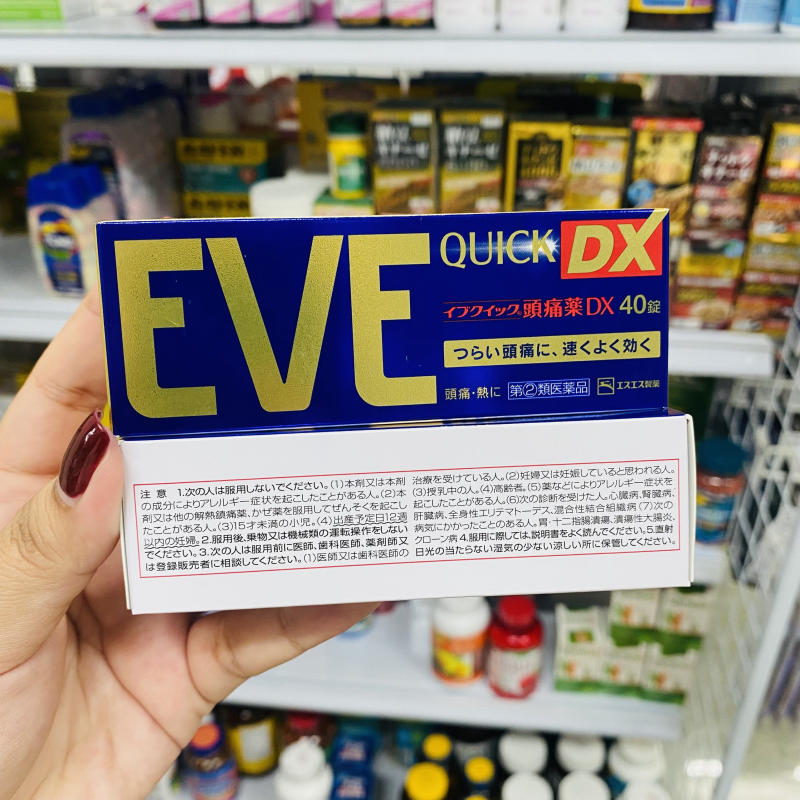 EVE
QUICK DX
イブクイック®頭痛薬DX 40錠
つらい頭痛に、速くよく効く
頭痛・熱に 第②類医薬品 エスエス製薬
注意 1.次の人は服用しないでください。(1)本剤又は本剤
の成分によりアレルギー症状を起こしたことがある人。(2)本
剤又は他の解熱鎮痛薬、かぜ薬を服用してぜんそくを起こし
たことがある人。(3)15才未満の小児。(4)出産予定日12週
以内の妊婦。2.服用後、乗物又は機械類の運転操作をしない
でください。3.次の人は服用前に医師、歯科医師、薬剤師又
は登録販売者に相談してください。(1)医師又は歯科医師の
治療を受けている人。(2)妊婦又は妊娠していると思われる人。
(3)授乳中の人。(4)高齢者。(5)薬などによりアレルギー症状を
起こしたことがある人。(6)次の診断を受けた人。心臓病、腎臓病、
肝臓病、全身性エリテマトーデス、混合性結合組織病(7)次の
病気にかかったことのある人。胃・十二指腸潰瘍、潰瘍性大腸炎、
クローン病 4.服用に際しては、説明書をよく読んでください。5.直射
日光の当たらない湿気の少ない涼しい所に保管してください。